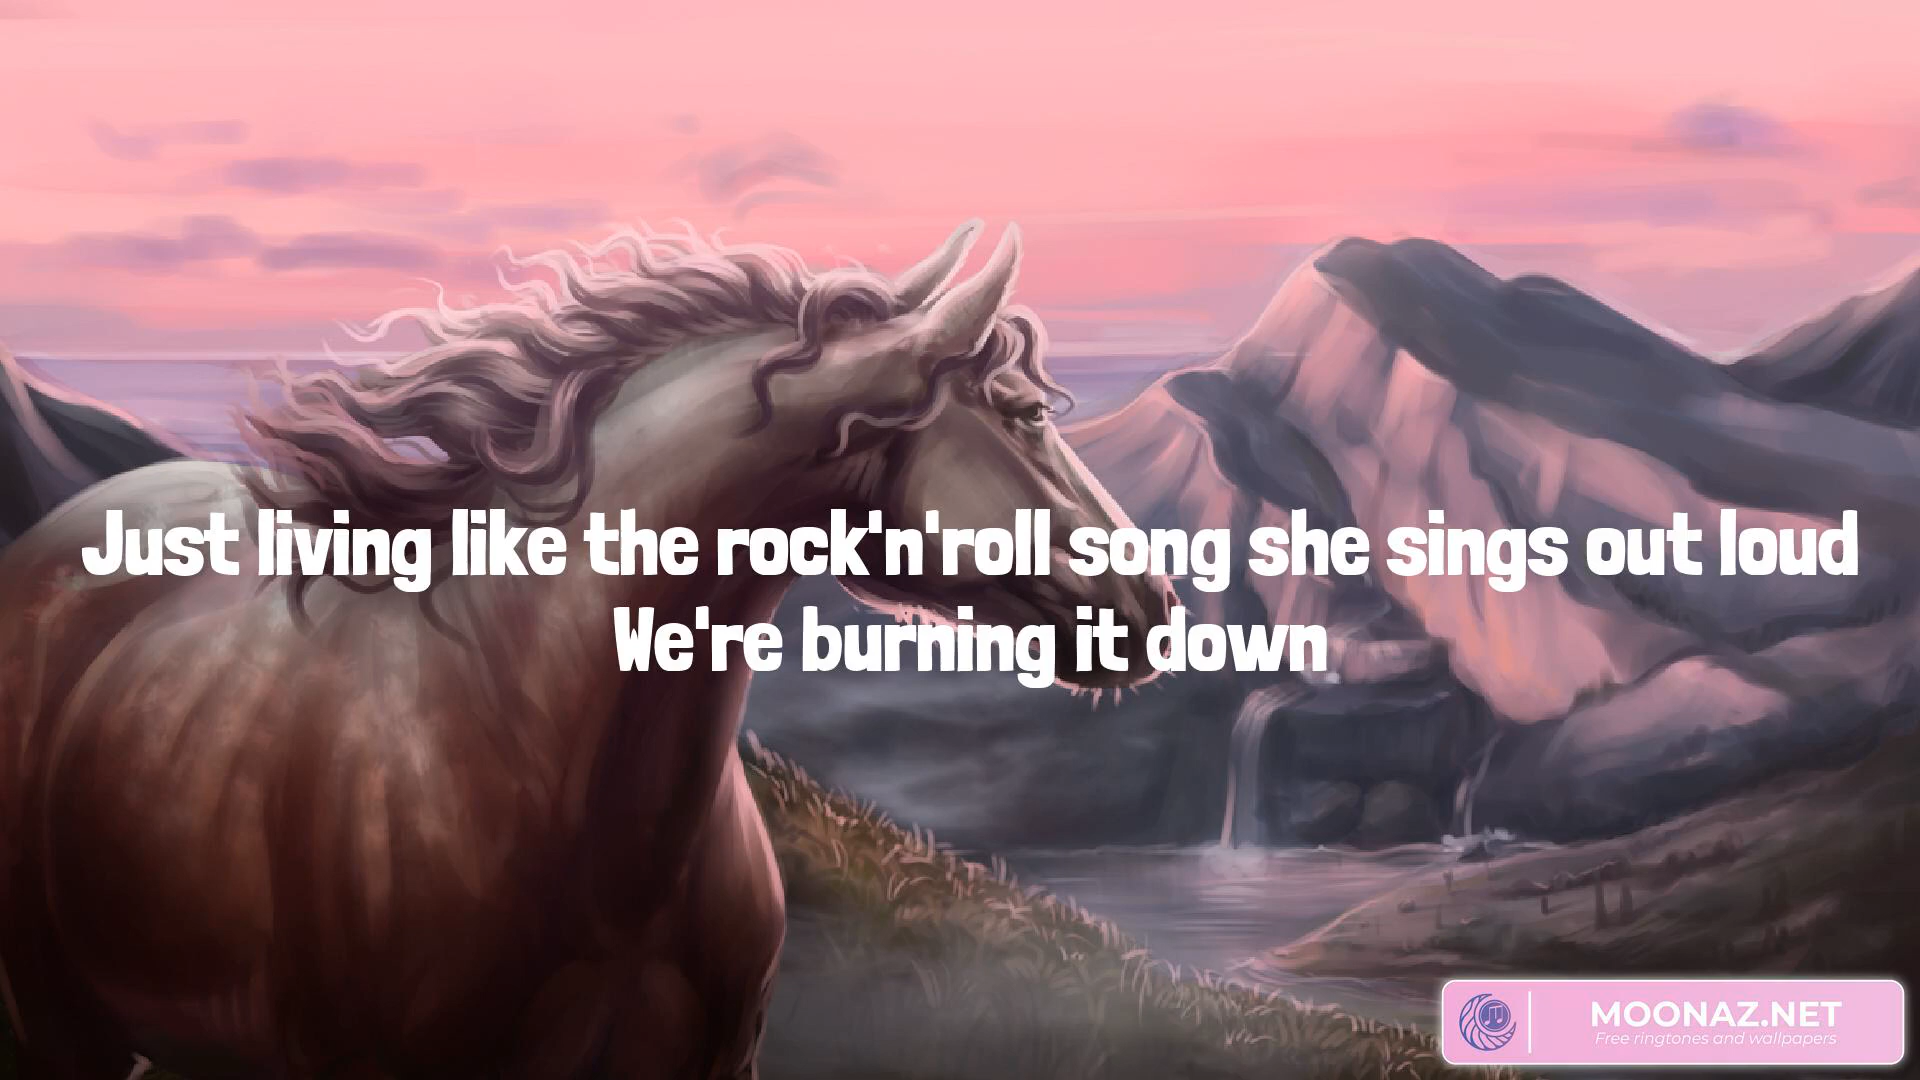 Just living like the rock'n'roll song she sings out loud
We're burning it down
MOONAZ.NET
Free ringtones and wallpapers